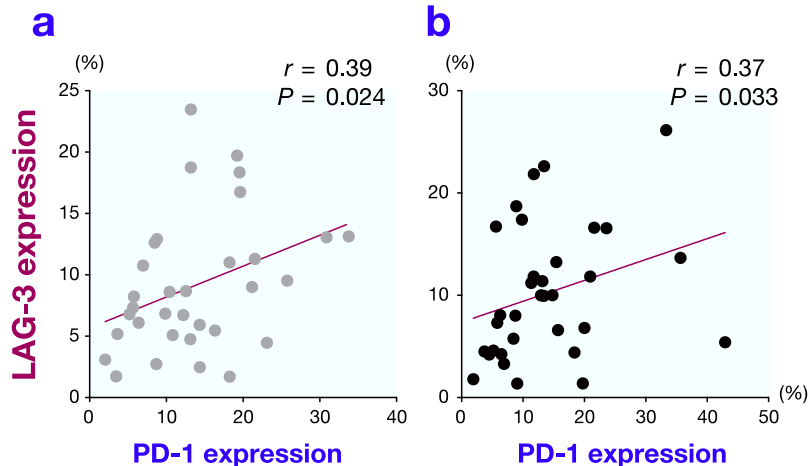 a
(%)
r = 0.39
P = 0.024
25
20
15
10
5
0
0 10 20 30 40
LAG-3 expression
PD-1 expression
b
(%)
r = 0.37
P = 0.033
30
20
10
0
0 10 20 30 40 50
(%)
PD-1 expression